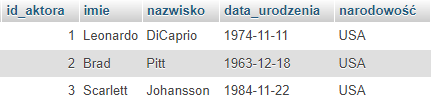 id_aktora imie nazwisko data_urodzenia narodowość
1 Leonardo DiCaprio 1974-11-11 USA
2 Brad Pitt 1963-12-18 USA
3 Scarlett Johansson 1984-11-22 USA